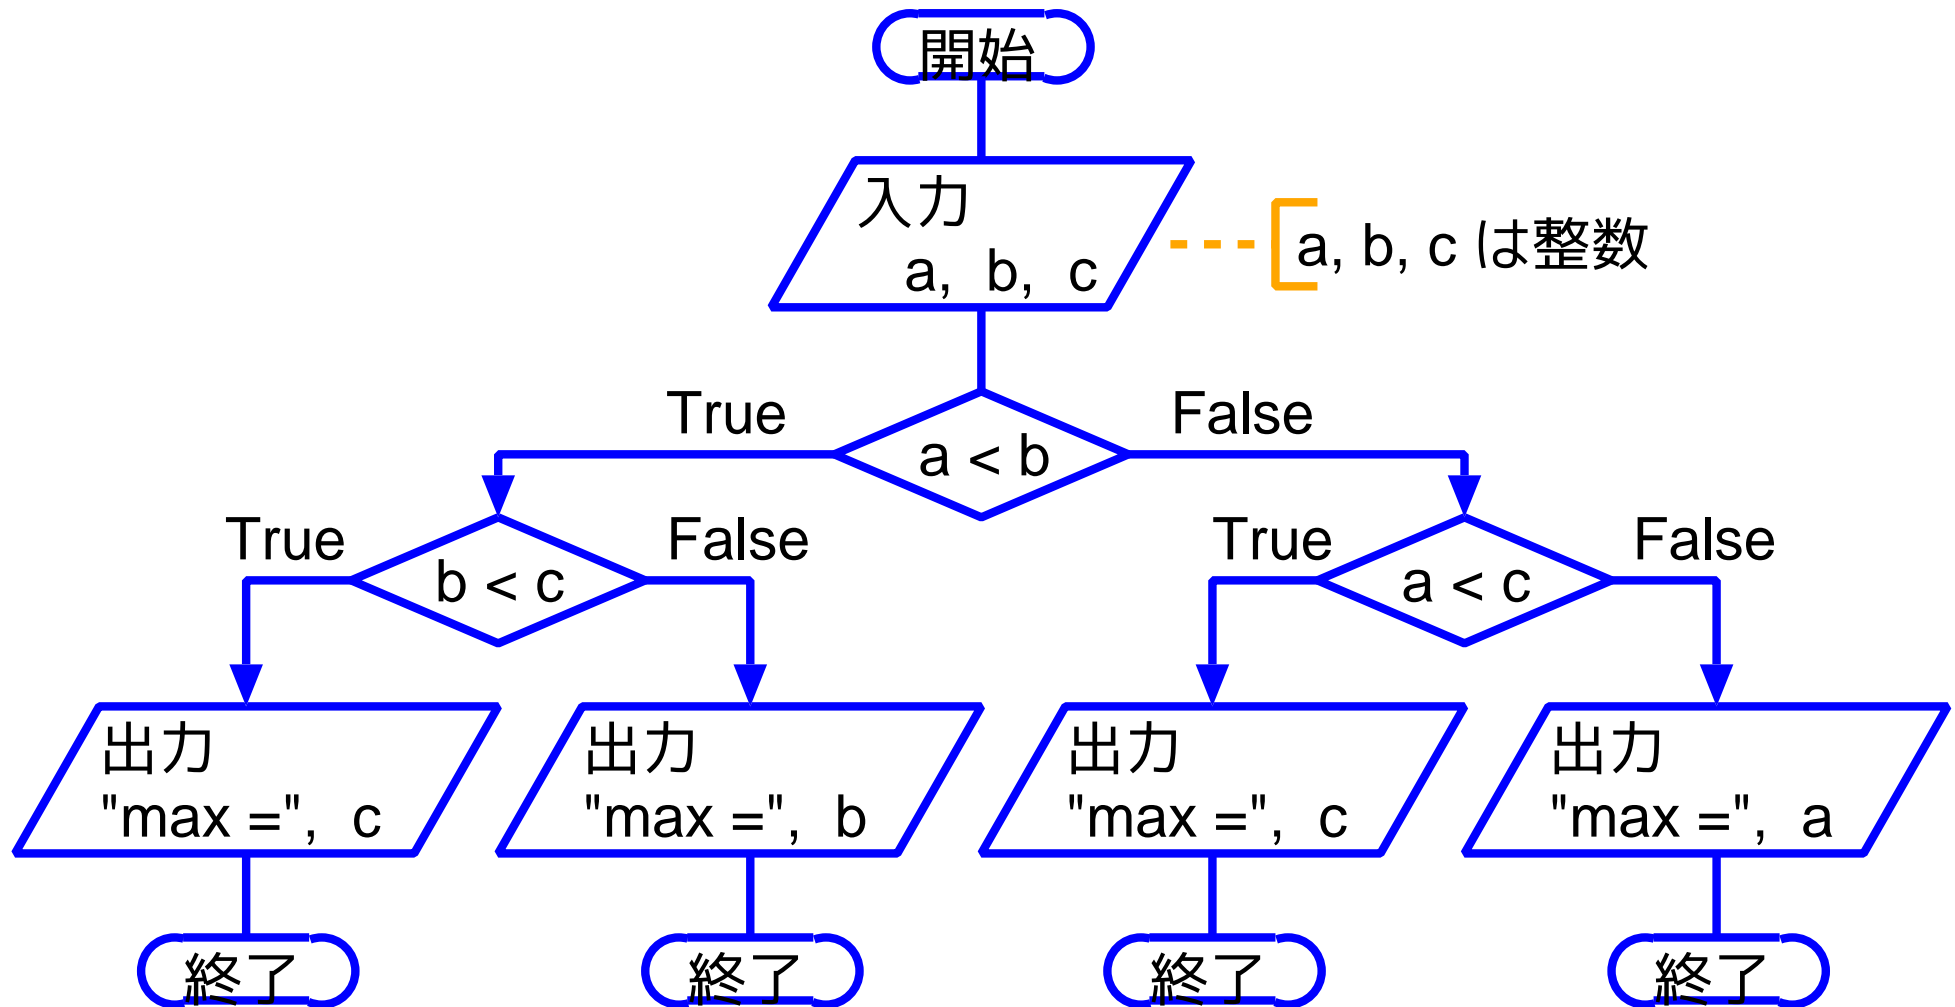 開始
入力
a, b, c
a, b, c は整数
True
False
a < b
True
False
True
False
b < c
a < c
出力
"max =", c
出力
"max =", b
出力
"max =", c
出力
"max =", a
終了
終了
終了
終了